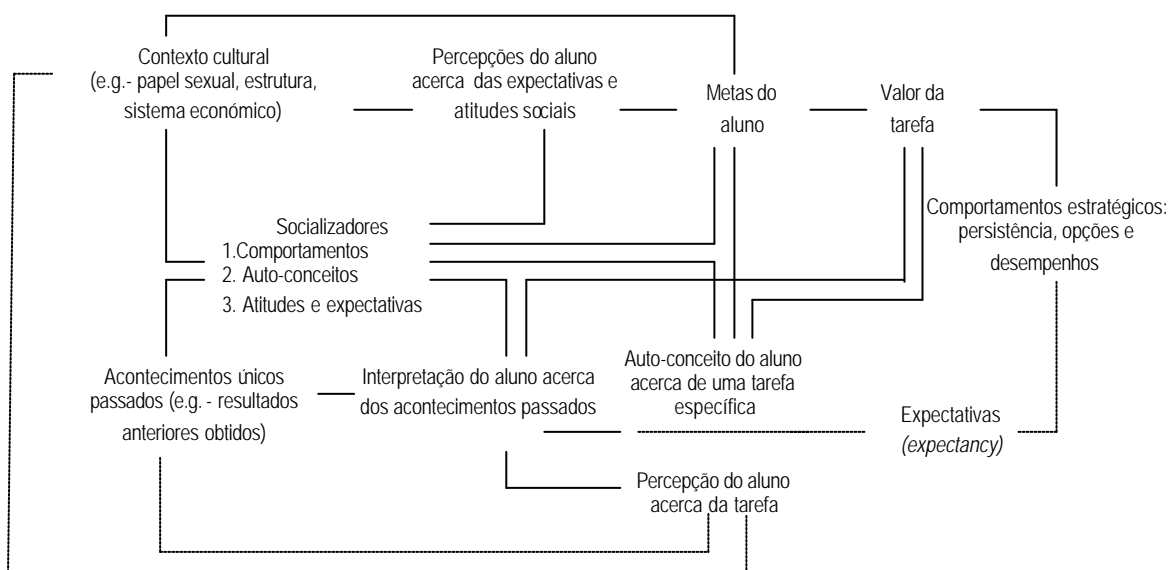 Contexto cultural
(e.g.- papel sexual, estrutura,
sistema económico)
Percepções do aluno
acerca das expectativas e
atitudes sociais
Metas do
aluno
Valor da
tarefa
Comportamentos estratégicos:
persistência, opções e
desempenhos
Socializadores
1.Comportamentos
2. Auto-conceitos
3. Atitudes e expectativas
Acontecimentos únicos
passados (e.g. - resultados
anteriores obtidos)
Interpretação do aluno acerca
dos acontecimentos passados
Auto-conceito do aluno
acerca de uma tarefa
específica
Expectativas
(expectancy)
Percepção do aluno
acerca da tarefa